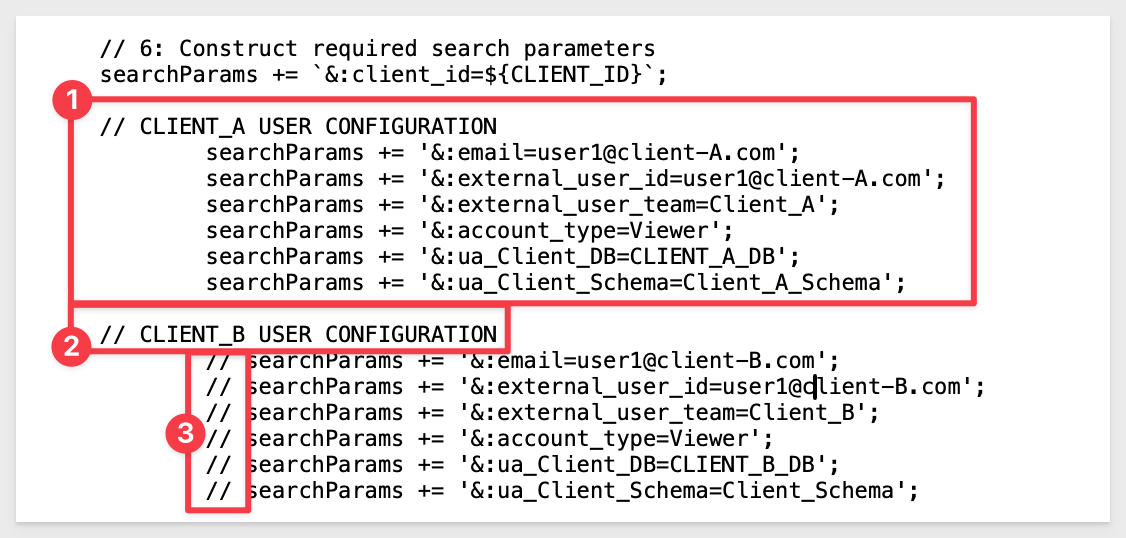 // 6: Construct required search parameters
searchParams += `&:client_id=${CLIENT_ID}`;
1
// CLIENT_A USER CONFIGURATION
searchParams += '&:email=user1@client-A.com';
searchParams += '&:external_user_id=user1@client-A.com';
searchParams += '&:external_user_team=Client_A';
searchParams += '&:account_type=Viewer';
searchParams += '&:ua_Client_DB=CLIENT_A_DB';
searchParams += '&:ua_Client_Schema=Client_A_Schema';
2
// CLIENT_B USER CONFIGURATION
// searchParams += '&:email=user1@client-B.com';
// searchParams += '&:external_user_id=user1@client-B.com';
// searchParams += '&:external_user_team=Client_B';
3
// searchParams += '&:account_type=Viewer';
// searchParams += '&:ua_Client_DB=CLIENT_B_DB';
// searchParams += '&:ua_Client_Schema=Client_Schema';